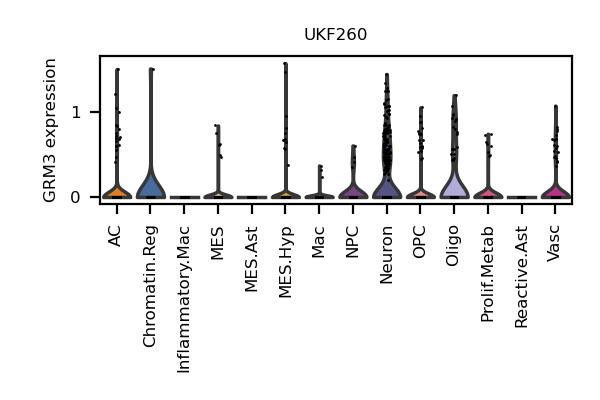 UKF260
GRM3 expression
1
0
AC
Chromatin.Reg
Inflammatory.Mac
MES
MES.Ast
MES.Hyp
Mac
NPC
Neuron
OPC
Oligo
Prolif.Metab
Reactive.Ast
Vasc